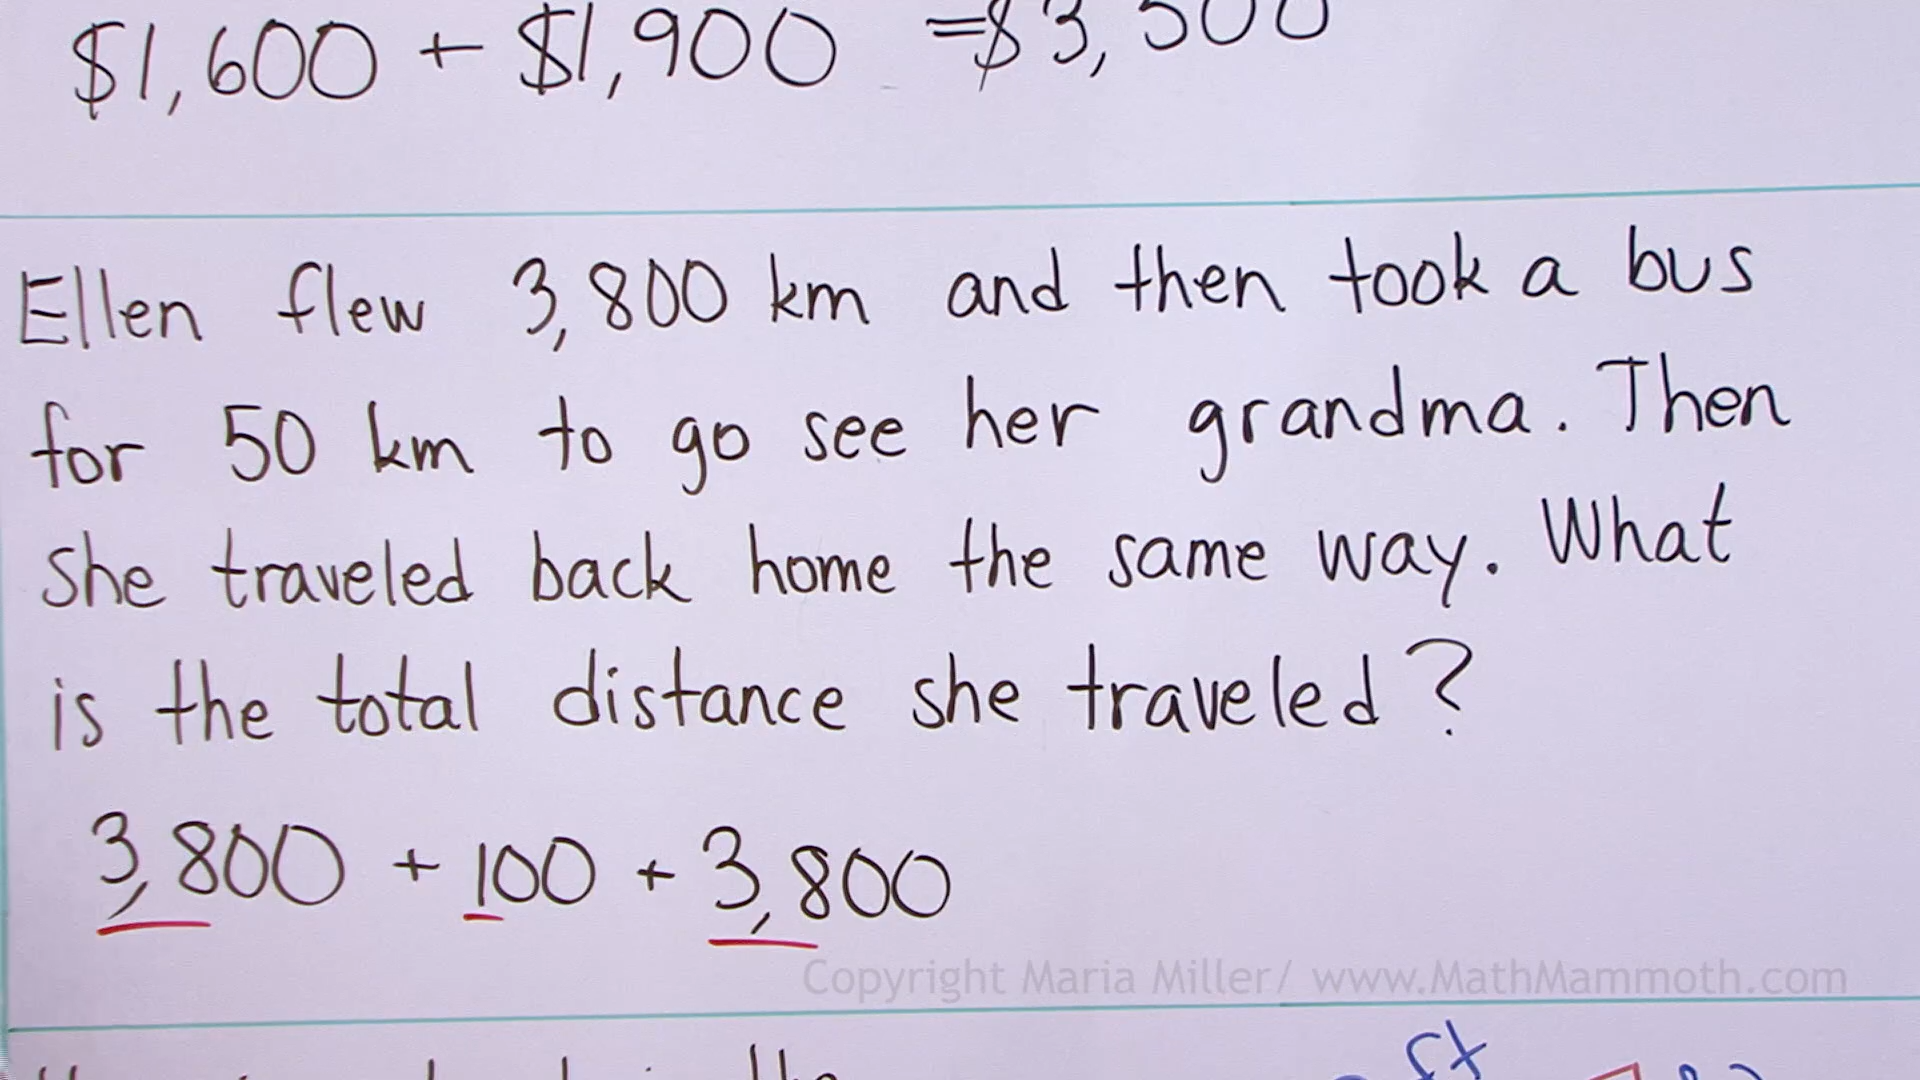 $1,600 + $1,900 = $3,500
Ellen flew 3,800 km and then took a bus
for 50 km to go see her grandma. Then
she traveled back home the same way. What
is the total distance she traveled?
3,800 + 100 + 3,800
Copyright Maria Miller/ www.MathMammoth.com
ft